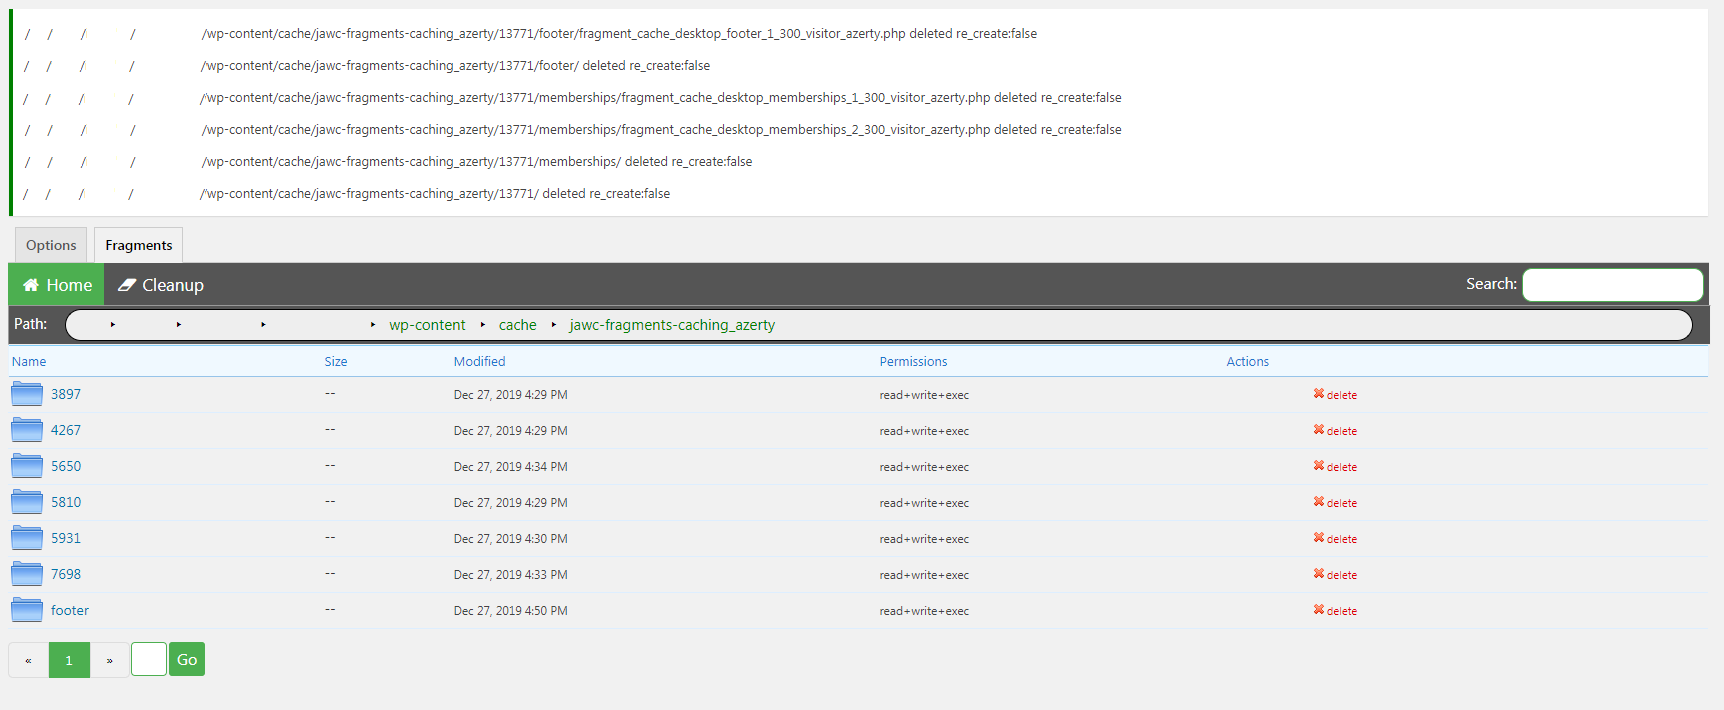 / / / / /wp-content/cache/jawc-fragments-caching_azerty/13771/footer/fragment_cache_desktop_footer_1_300_visitor_azerty.php deleted re_create:false
/ / / / /wp-content/cache/jawc-fragments-caching_azerty/13771/footer/ deleted re_create:false
/ / / / /wp-content/cache/jawc-fragments-caching_azerty/13771/memberships/fragment_cache_desktop_memberships_1_300_visitor_azerty.php deleted re_create:false
/ / / / /wp-content/cache/jawc-fragments-caching_azerty/13771/memberships/fragment_cache_desktop_memberships_2_300_visitor_azerty.php deleted re_create:false
/ / / / /wp-content/cache/jawc-fragments-caching_azerty/13771/memberships/ deleted re_create:false
/ / / / /wp-content/cache/jawc-fragments-caching_azerty/13771/ deleted re_create:false
Options Fragments
Home Cleanup Search:
Path: wp-content cache jawc-fragments-caching_azerty
Name Size Modified Permissions Actions
3897 -- Dec 27, 2019 4:29 PM read+write+exec delete
4267 -- Dec 27, 2019 4:29 PM read+write+exec delete
5650 -- Dec 27, 2019 4:34 PM read+write+exec delete
5810 -- Dec 27, 2019 4:29 PM read+write+exec delete
5931 -- Dec 27, 2019 4:30 PM read+write+exec delete
7698 -- Dec 27, 2019 4:33 PM read+write+exec delete
footer -- Dec 27, 2019 4:50 PM read+write+exec delete
« 1 » Go